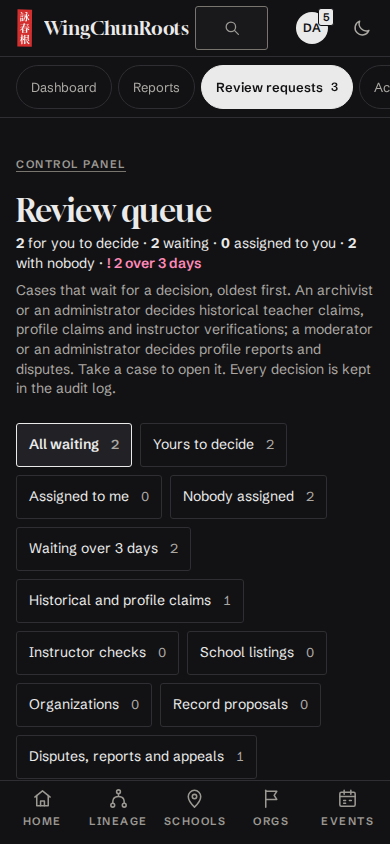 詠春根
WingChunRoots
DA
5
Dashboard
Reports
Review requests 3
Ac
CONTROL PANEL
Review queue
2 for you to decide · 2 waiting · 0 assigned to you · 2
with nobody · ! 2 over 3 days
Cases that wait for a decision, oldest first. An archivist
or an administrator decides historical teacher claims,
profile claims and instructor verifications; a moderator
or an administrator decides profile reports and
disputes. Take a case to open it. Every decision is kept
in the audit log.
All waiting 2
Yours to decide 2
Assigned to me 0
Nobody assigned 2
Waiting over 3 days 2
Historical and profile claims 1
Instructor checks 0
School listings 0
Organizations 0
Record proposals 0
Disputes, reports and appeals 1
HOME
LINEAGE
SCHOOLS
ORGS
EVENTS